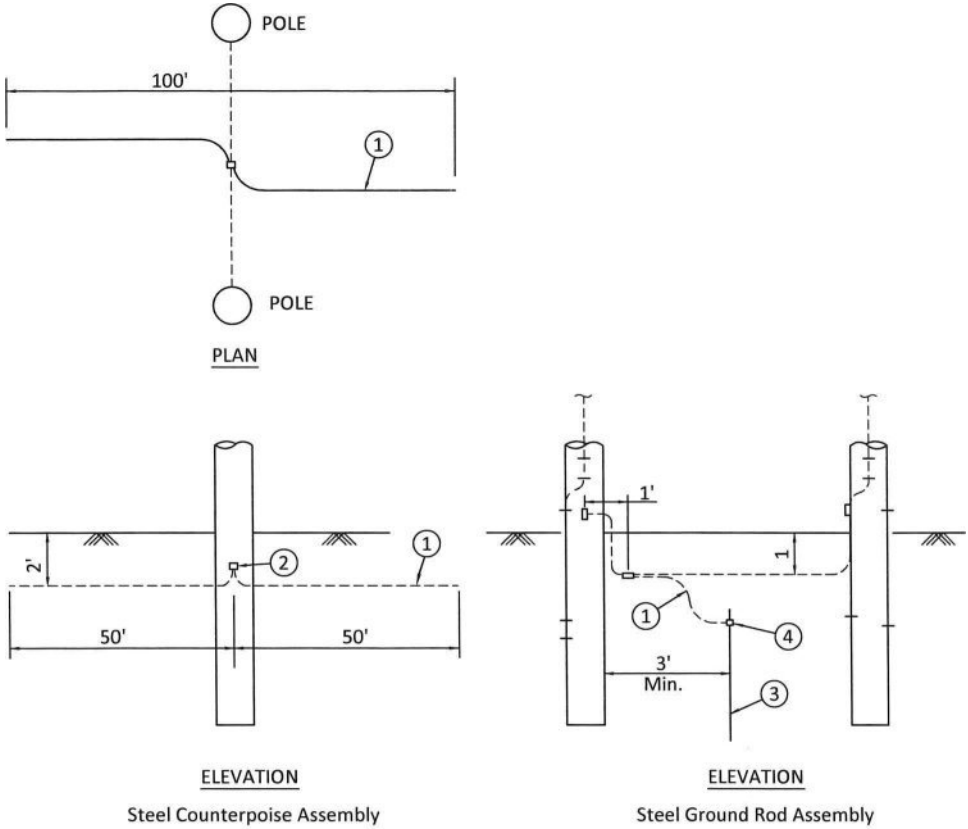 POLE
100'
1
POLE
PLAN
1'
2'
2
1
1
50'
50'
1
4
3'
Min.
3
ELEVATION
ELEVATION
Steel Counterpoise Assembly
Steel Ground Rod Assembly